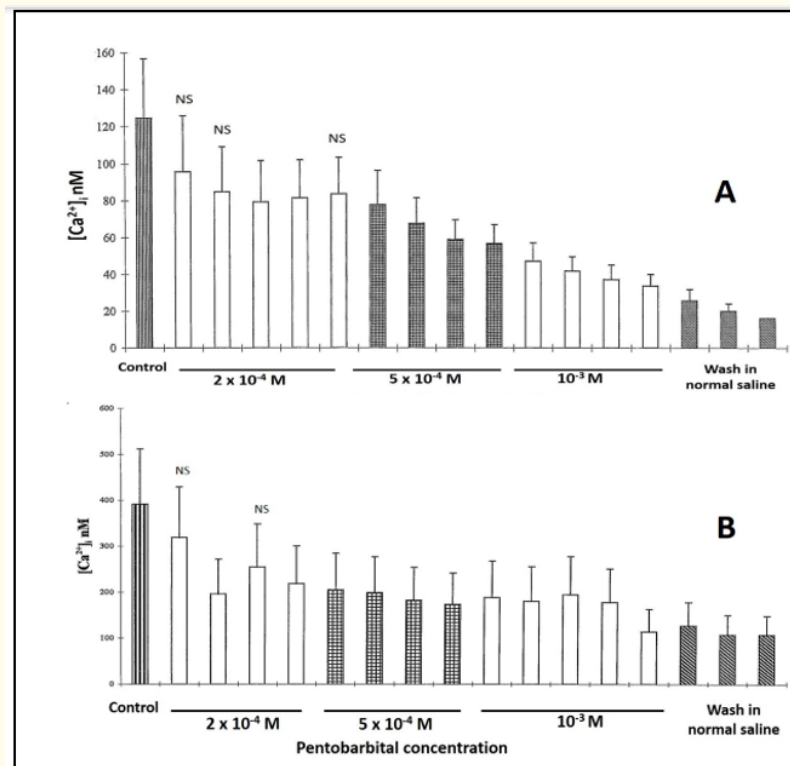 160
140
120
100
80
60
40
20
0
[Ca²⁺]ᵢ nM
NS
NS
NS
A
Control
2 x 10⁻⁴ M
5 x 10⁻⁴ M
10⁻³ M
Wash in
normal saline
600
500
400
300
200
100
0
[Ca²⁺]ᵢ nM
NS
NS
B
Control
2 x 10⁻⁴ M
5 x 10⁻⁴ M
10⁻³ M
Wash in
normal saline
Pentobarbital concentration